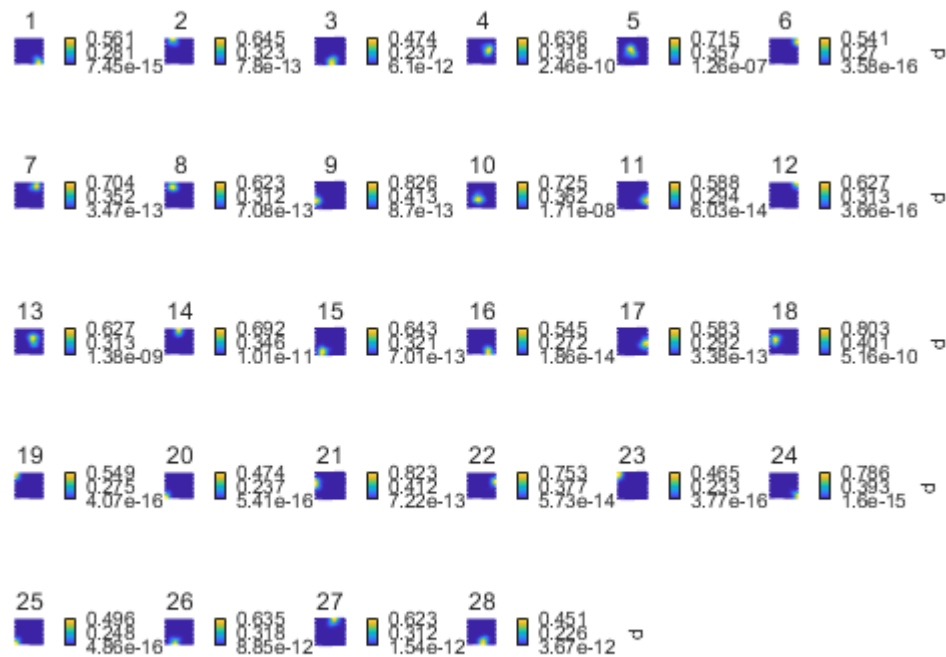 1 2 3 4 5 6
0.561 0.645 0.474 0.636 0.715 0.541
0.281 0.323 0.237 0.318 0.357 0.27
7.45e-15 7.8e-13 6.1e-12 2.46e-10 1.26e-07 3.58e-16
d
7 8 9 10 11 12
0.704 0.623 0.826 0.725 0.588 0.627
0.352 0.312 0.413 0.362 0.294 0.313
3.47e-13 7.08e-13 8.7e-13 1.71e-08 6.03e-14 3.66e-16
d
13 14 15 16 17 18
0.627 0.692 0.643 0.545 0.583 0.803
0.313 0.346 0.321 0.272 0.292 0.401
1.38e-09 1.01e-11 7.01e-13 1.86e-14 3.38e-13 5.16e-10
d
19 20 21 22 23 24
0.549 0.474 0.823 0.753 0.465 0.786
0.275 0.237 0.412 0.377 0.233 0.393
4.07e-16 5.41e-16 7.22e-13 5.73e-14 3.77e-16 1.6e-15
d
25 26 27 28
0.496 0.635 0.623 0.451
0.248 0.318 0.312 0.226
4.86e-16 8.85e-12 1.54e-12 3.67e-12
d